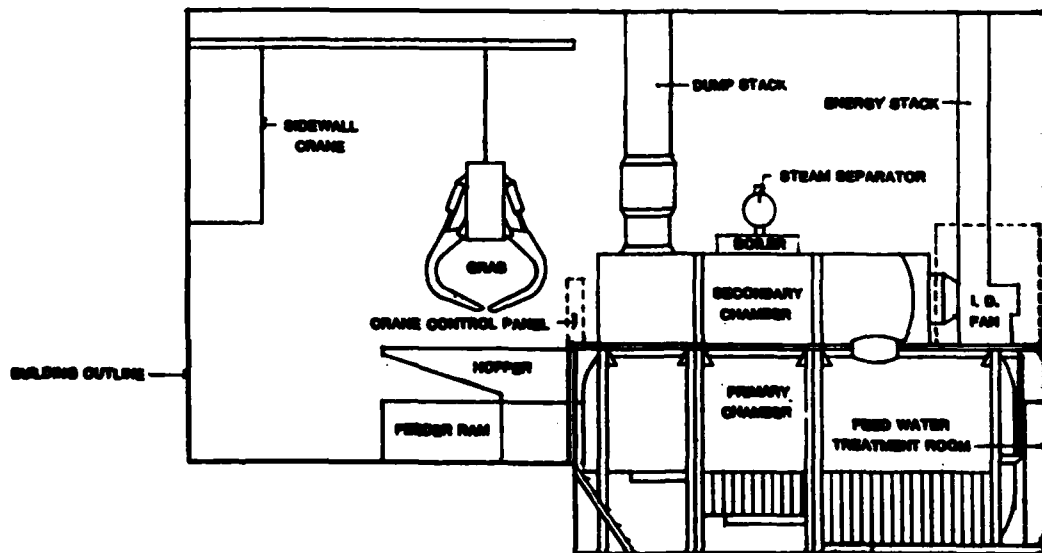 DUMP STACK
ENERGY STACK
SIDEWALL
CRANE
STEAM SEPARATOR
BOILER
GRAB
SECONDARY
CHAMBER
I. D.
FAN
CRANE CONTROL PANEL
HOPPER
BUILDING OUTLINE
PRIMARY
CHAMBER
FEEDER RAM
FEED WATER
TREATMENT ROOM